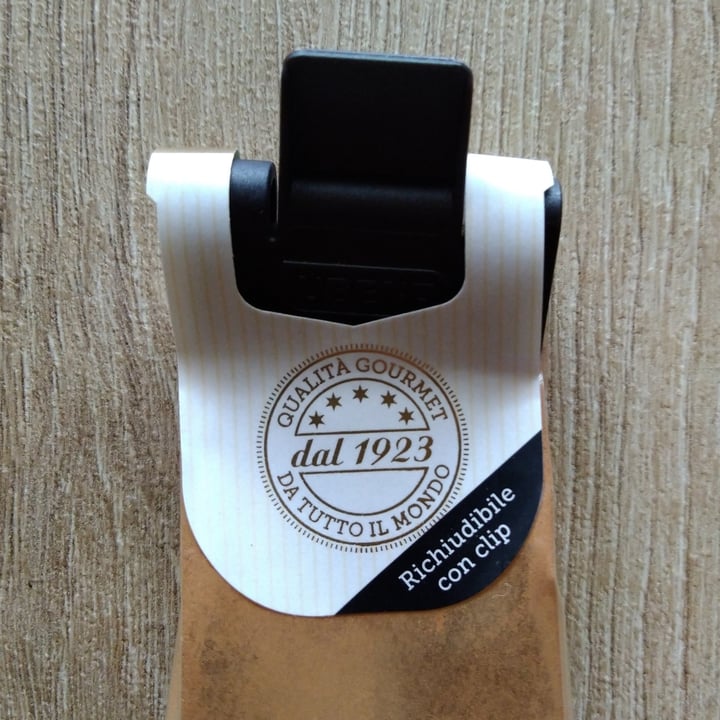 QUALITÀ GOURMET
dal 1923
DA TUTTO IL MONDO
Richiudibile
con clip